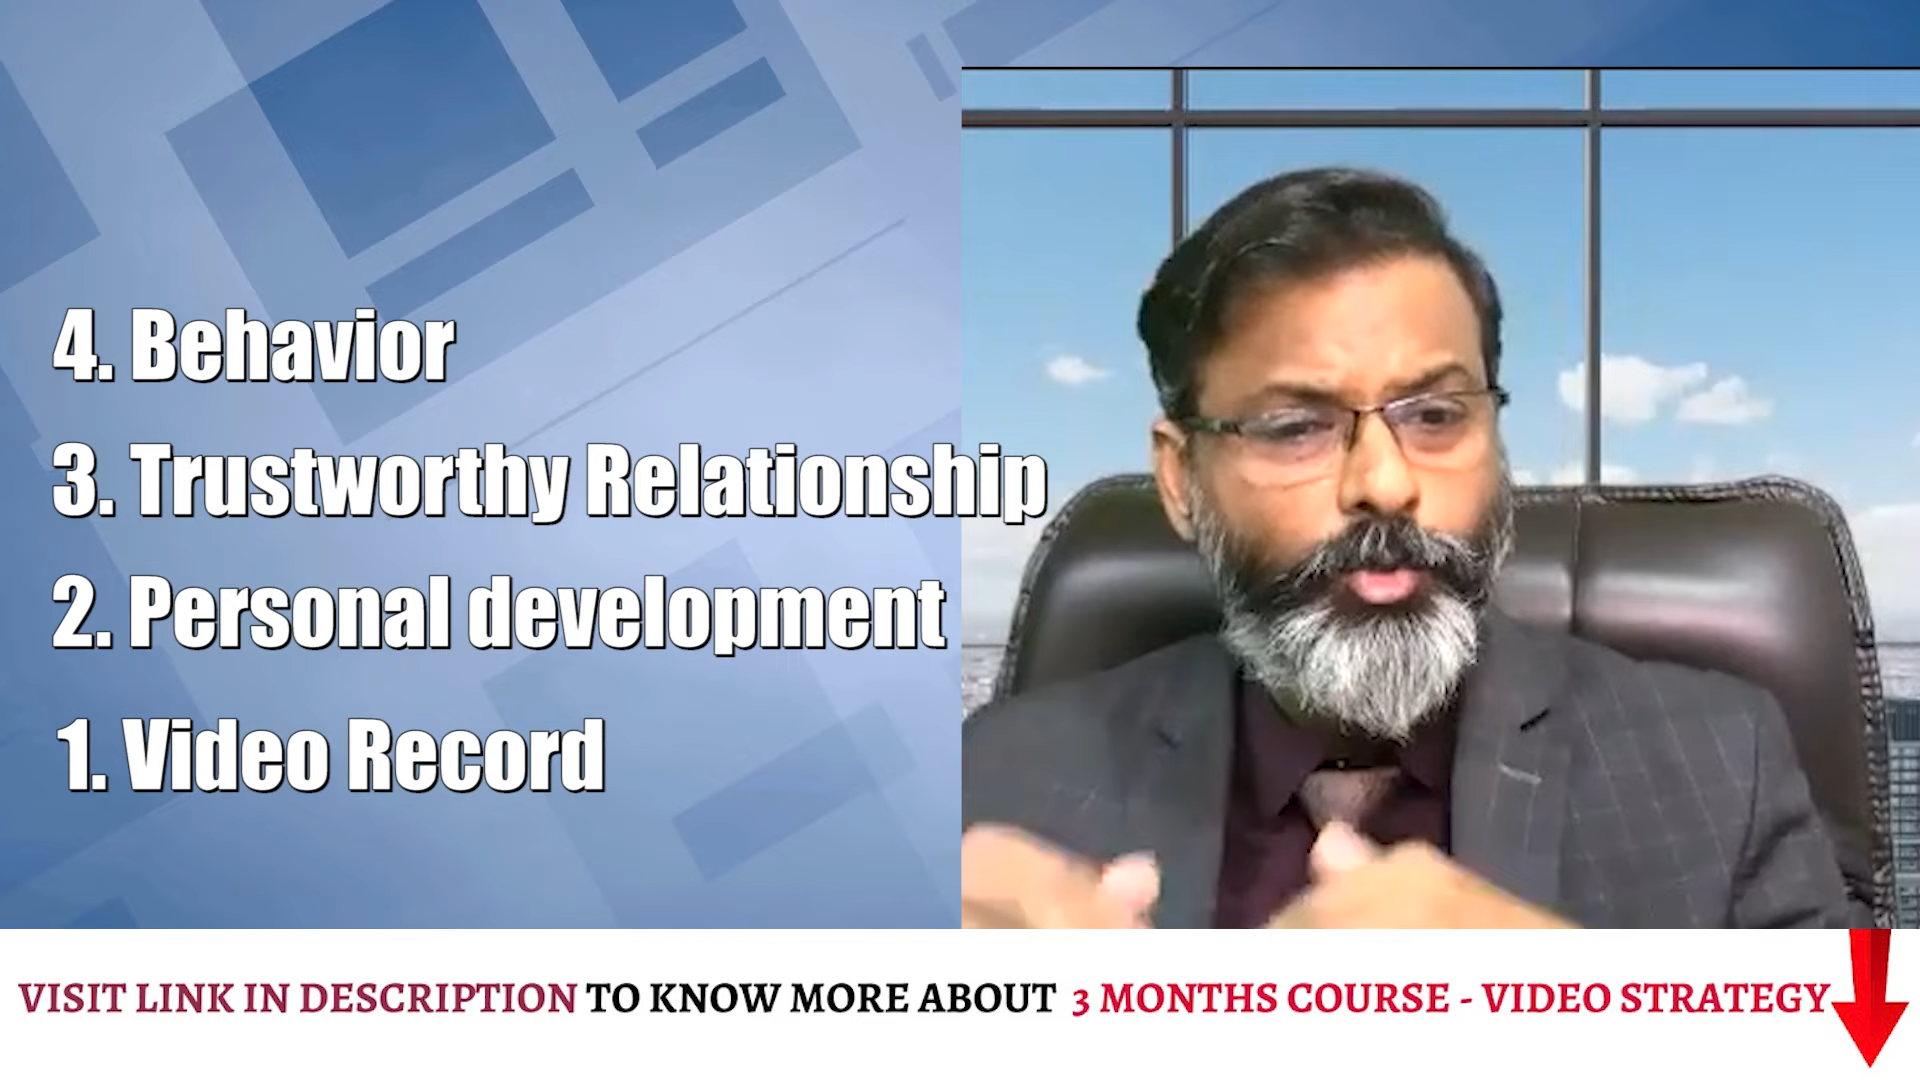 4. Behavior
3. Trustworthy Relationship
2. Personal development
1. Video Record
VISIT LINK IN DESCRIPTION TO KNOW MORE ABOUT 3 MONTHS COURSE - VIDEO STRATEGY